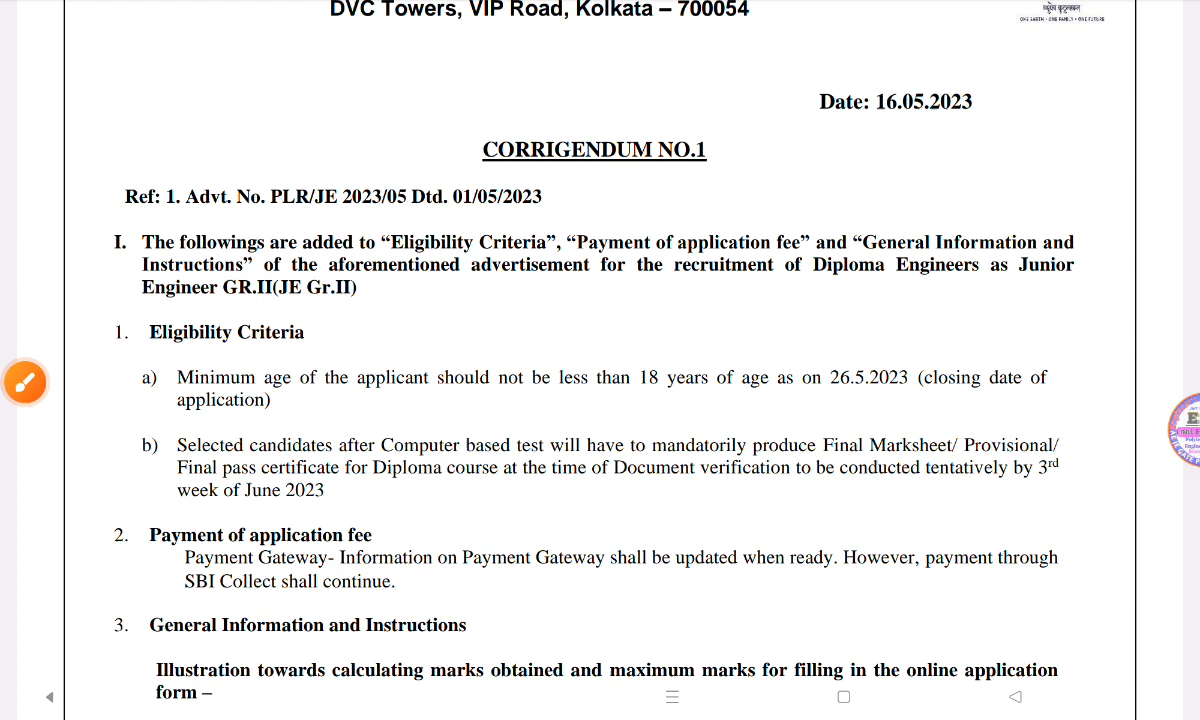 DVC Towers, VIP Road, Kolkata – 700054
ONE EARTH • ONE FAMILY • ONE FUTURE
Date: 16.05.2023
CORRIGENDUM NO.1
Ref: 1. Advt. No. PLR/JE 2023/05 Dtd. 01/05/2023
I. The followings are added to “Eligibility Criteria”, “Payment of application fee” and “General Information and
Instructions” of the aforementioned advertisement for the recruitment of Diploma Engineers as Junior
Engineer GR.II(JE Gr.II)
1. Eligibility Criteria
a) Minimum age of the applicant should not be less than 18 years of age as on 26.5.2023 (closing date of
application)
b) Selected candidates after Computer based test will have to mandatorily produce Final Marksheet/ Provisional/
Final pass certificate for Diploma course at the time of Document verification to be conducted tentatively by 3rd
week of June 2023
2. Payment of application fee
Payment Gateway- Information on Payment Gateway shall be updated when ready. However, payment through
SBI Collect shall continue.
3. General Information and Instructions
Illustration towards calculating marks obtained and maximum marks for filling in the online application
form –